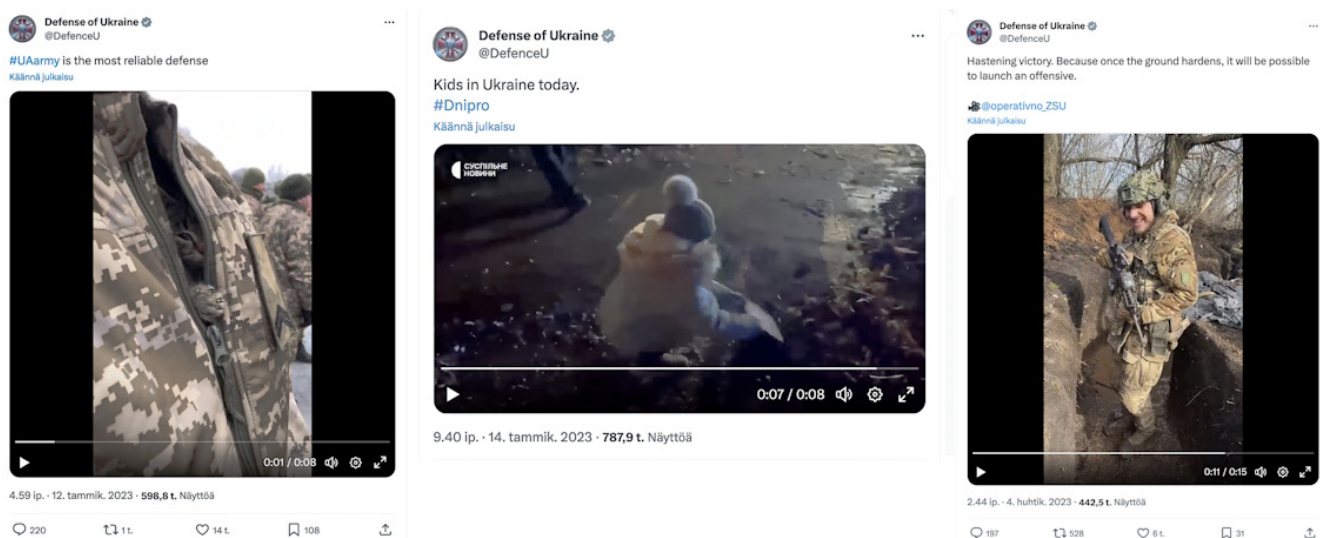 Defense of Ukraine
@DefenceU
#UAarmy is the most reliable defense
Käännä julkaisu
0:01 / 0:08
4.59 ip. · 12. tammik. 2023 · 598,8 t. Näyttöä
220 1 t. 14 t. 108
Defense of Ukraine
@DefenceU
Kids in Ukraine today.
#Dnipro
Käännä julkaisu
СУСПІЛЬНЕ
НОВИНИ
0:07 / 0:08
9.40 ip. · 14. tammik. 2023 · 787,9 t. Näyttöä
Defense of Ukraine
@DefenceU
Hastening victory. Because once the ground hardens, it will be possible
to launch an offensive.
@operativno_ZSU
Käännä julkaisu
0:11 / 0:15
2.44 ip. · 4. huhtik. 2023 · 442,5 t. Näyttöä
197 528 6 t. 31